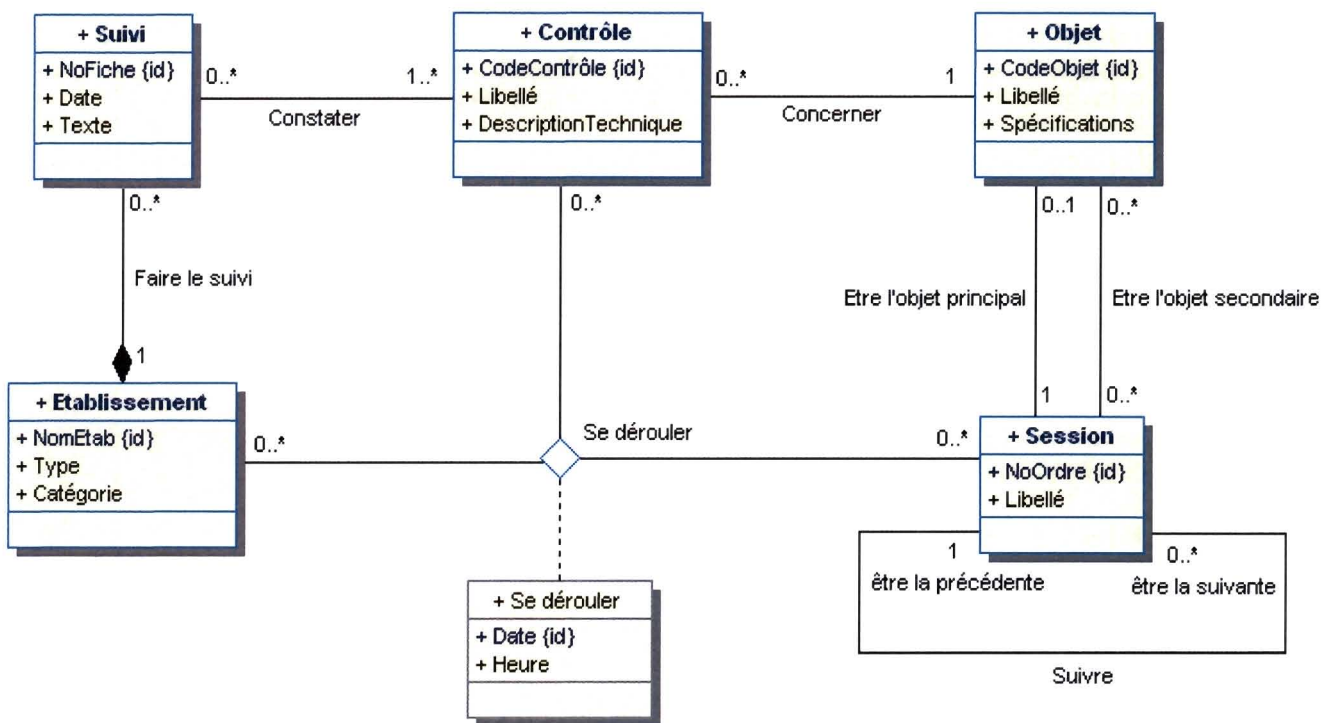 + Suivi
+ NoFiche {id}
+ Date
+ Texte
0..*
Constater
1..*
+ Contrôle
+ CodeContrôle {id}
+ Libellé
+ DescriptionTechnique
0..*
Concerner
1
+ Objet
+ CodeObjet {id}
+ Libellé
+ Spécifications
0..*
0..*
0..1
0..*
Faire le suivi
Etre l'objet principal
Etre l'objet secondaire
1
1
0..*
+ Etablissement
+ NomEtab {id}
+ Type
+ Catégorie
0..*
Se dérouler
0..*
+ Session
+ NoOrdre {id}
+ Libellé
1
être la précédente
0..*
être la suivante
Suivre
+ Se dérouler
+ Date {id}
+ Heure